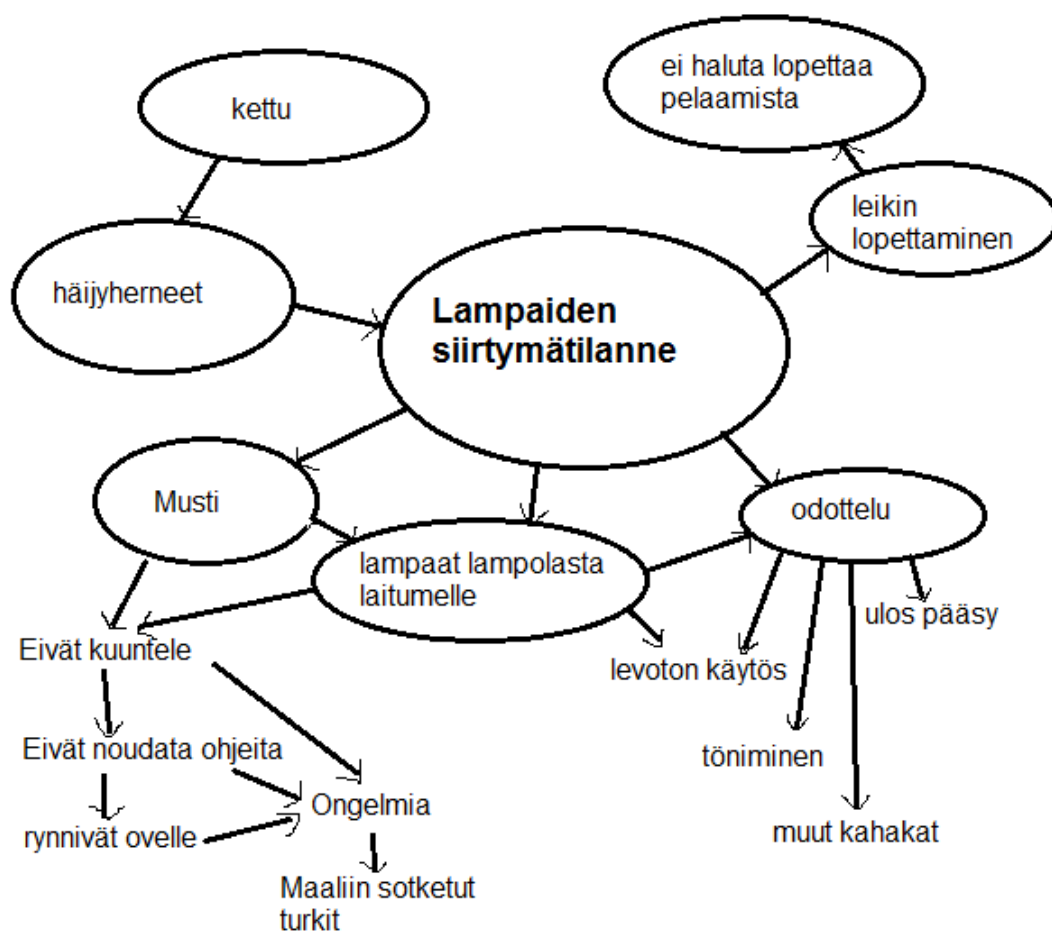 ei haluta lopettaa
pelaamista
kettu
leikin
lopettaminen
häijyherneet
Lampaiden
siirtymätilanne
Musti
odottelu
lampaat lampolasta
laitumelle
ulos pääsy
Eivät kuuntele
levoton käytös
Eivät noudata ohjeita
töniminen
Ongelmia
rynnivät ovelle
muut kahakat
Maaliin sotketut
turkit